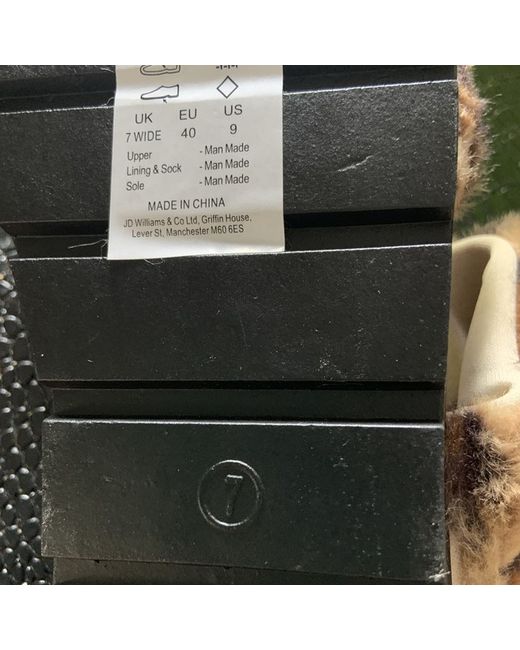 UK EU US
7 WIDE 40 9
Upper - Man Made
Lining & Sock - Man Made
Sole - Man Made
MADE IN CHINA
JD Williams & Co Ltd, Griffin House,
Lever St, Manchester M60 6ES
7